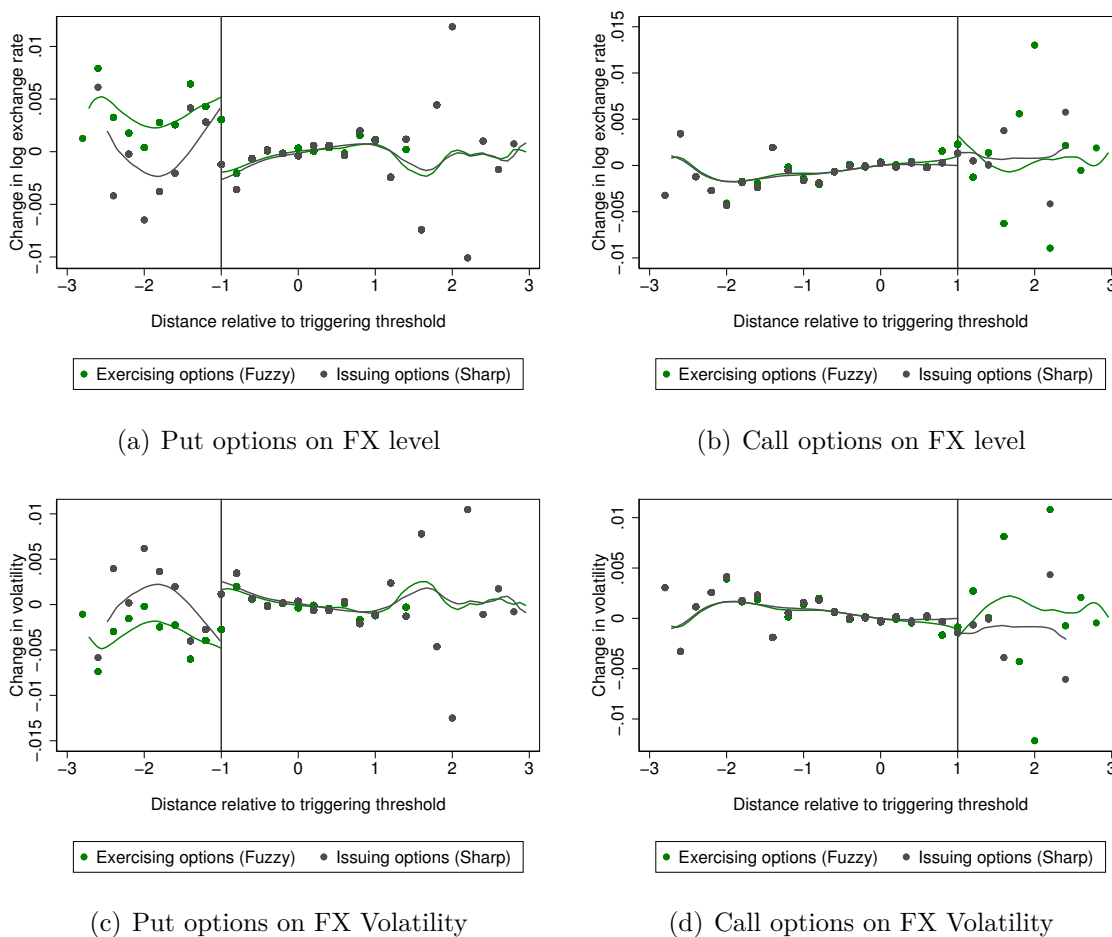 Change in log exchange rate
.01
.005
0
-.005
-.01
−3 −2 −1 0 1 2 3
Distance relative to triggering threshold
Exercising options (Fuzzy) Issuing options (Sharp)
(a) Put options on FX level
Change in log exchange rate
.015
.01
.005
0
-.005
-.01
−3 −2 −1 0 1 2 3
Distance relative to triggering threshold
Exercising options (Fuzzy) Issuing options (Sharp)
(b) Call options on FX level
Change in volatility
.01
.005
0
-.005
-.01
-.015
−3 −2 −1 0 1 2 3
Distance relative to triggering threshold
Exercising options (Fuzzy) Issuing options (Sharp)
(c) Put options on FX Volatility
Change in volatility
.01
.005
0
-.005
-.01
−3 −2 −1 0 1 2 3
Distance relative to triggering threshold
Exercising options (Fuzzy) Issuing options (Sharp)
(d) Call options on FX Volatility